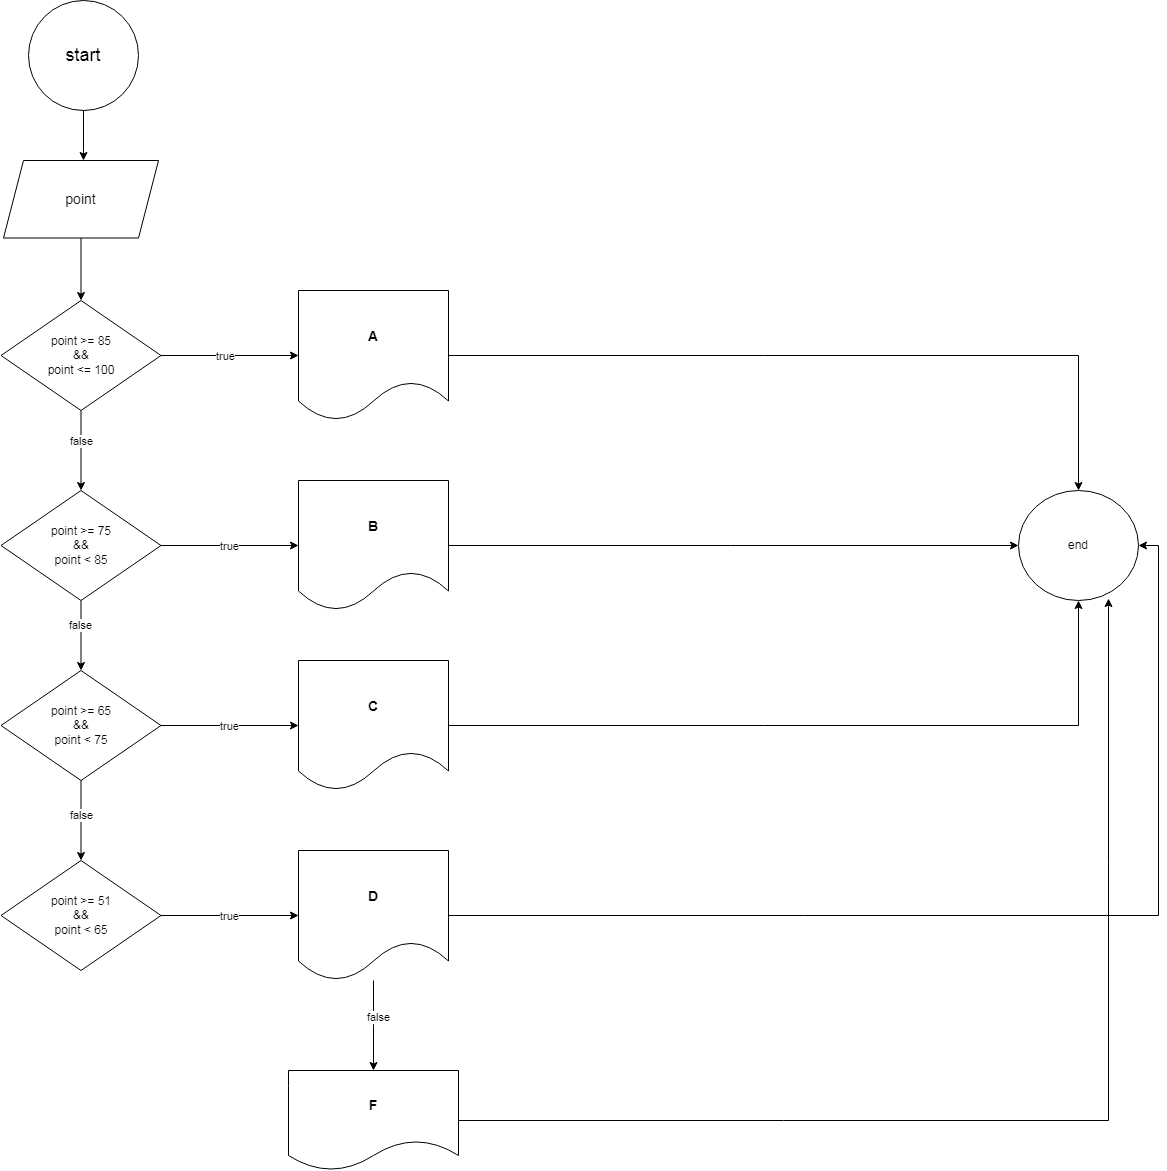 start
point
point >= 85
&&
point <= 100
true
A
false
point >= 75
&&
point < 85
true
B
end
false
point >= 65
&&
point < 75
true
C
false
point >= 51
&&
point < 65
true
D
false
F